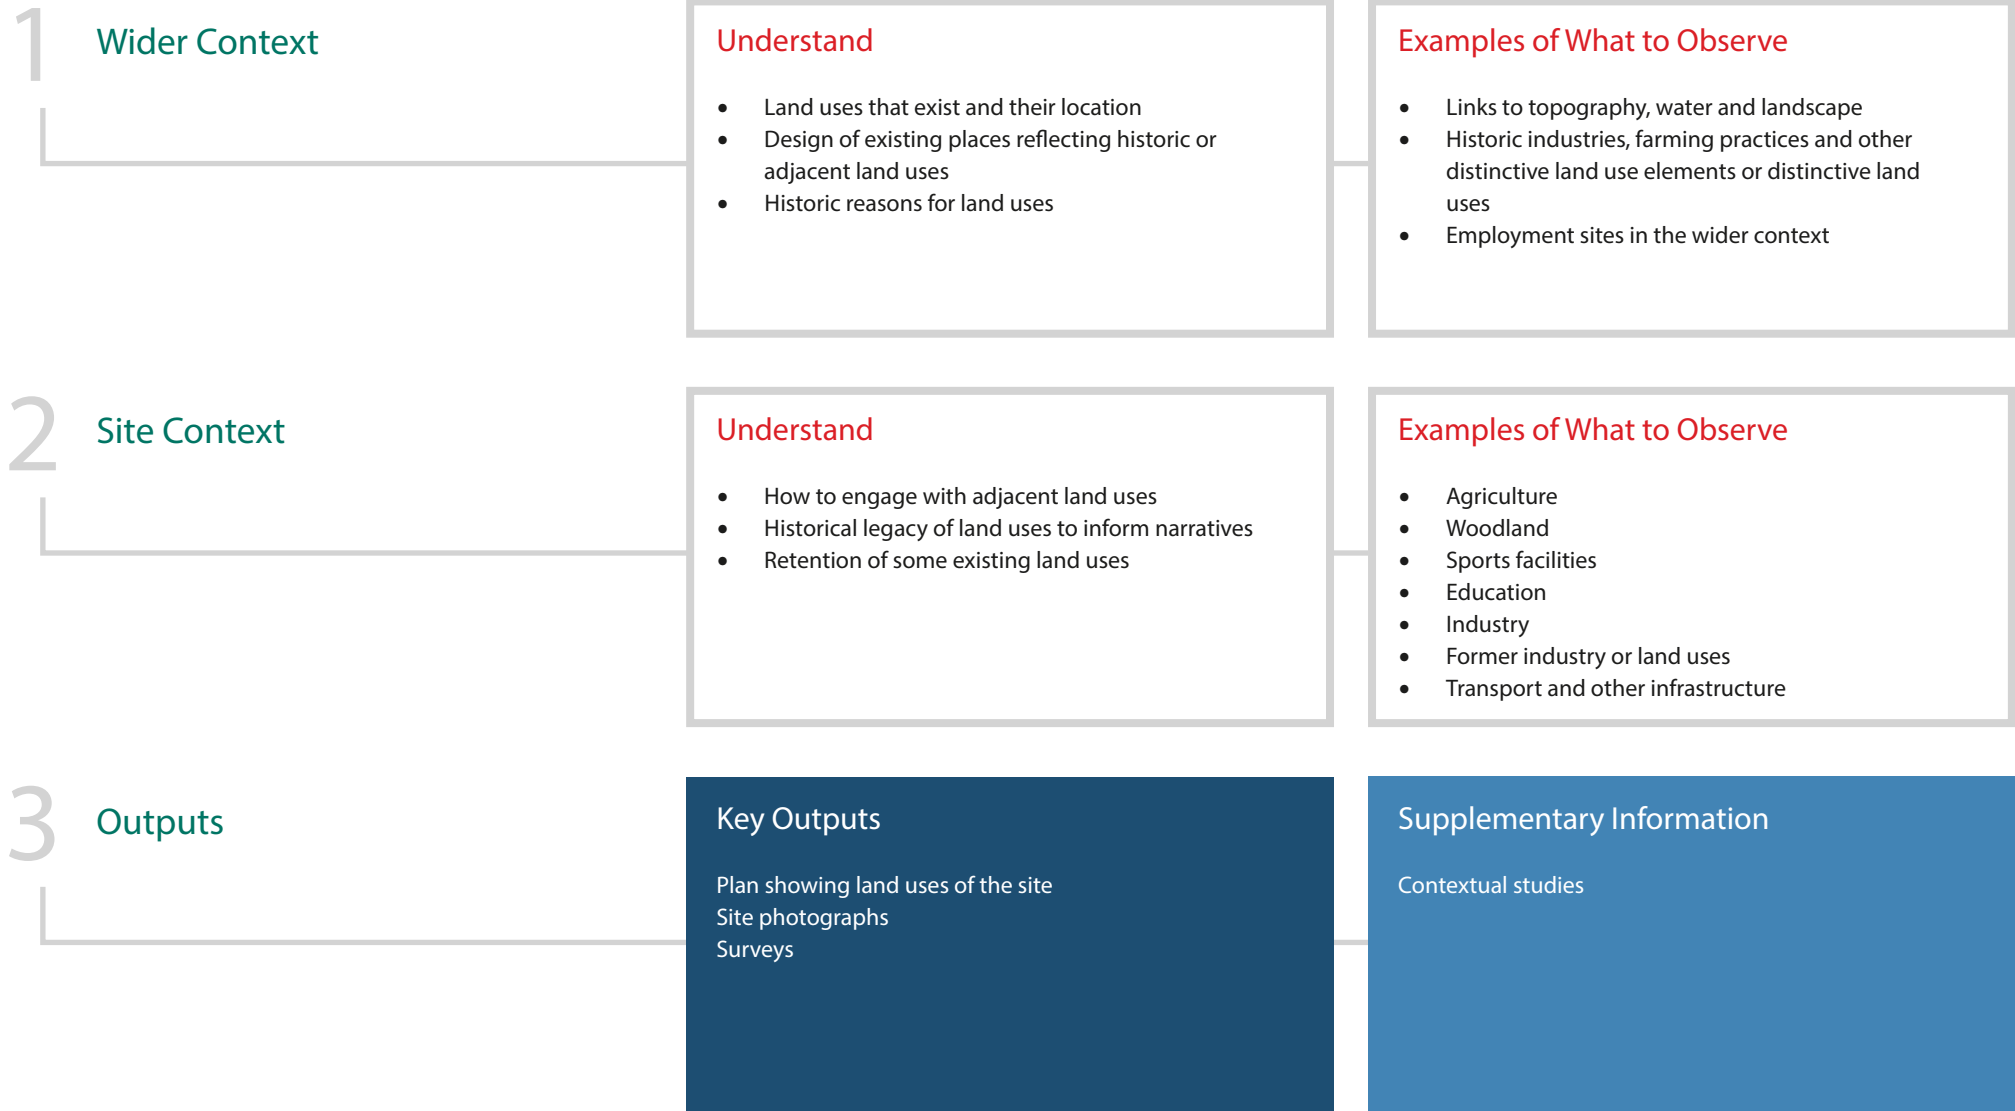 1
Wider Context
Understand
• Land uses that exist and their location
• Design of existing places reflecting historic or
adjacent land uses
• Historic reasons for land uses
Examples of What to Observe
• Links to topography, water and landscape
• Historic industries, farming practices and other
distinctive land use elements or distinctive land
uses
• Employment sites in the wider context
2
Site Context
Understand
• How to engage with adjacent land uses
• Historical legacy of land uses to inform narratives
• Retention of some existing land uses
Examples of What to Observe
• Agriculture
• Woodland
• Sports facilities
• Education
• Industry
• Former industry or land uses
• Transport and other infrastructure
3
Outputs
Key Outputs
Plan showing land uses of the site
Site photographs
Surveys
Supplementary Information
Contextual studies